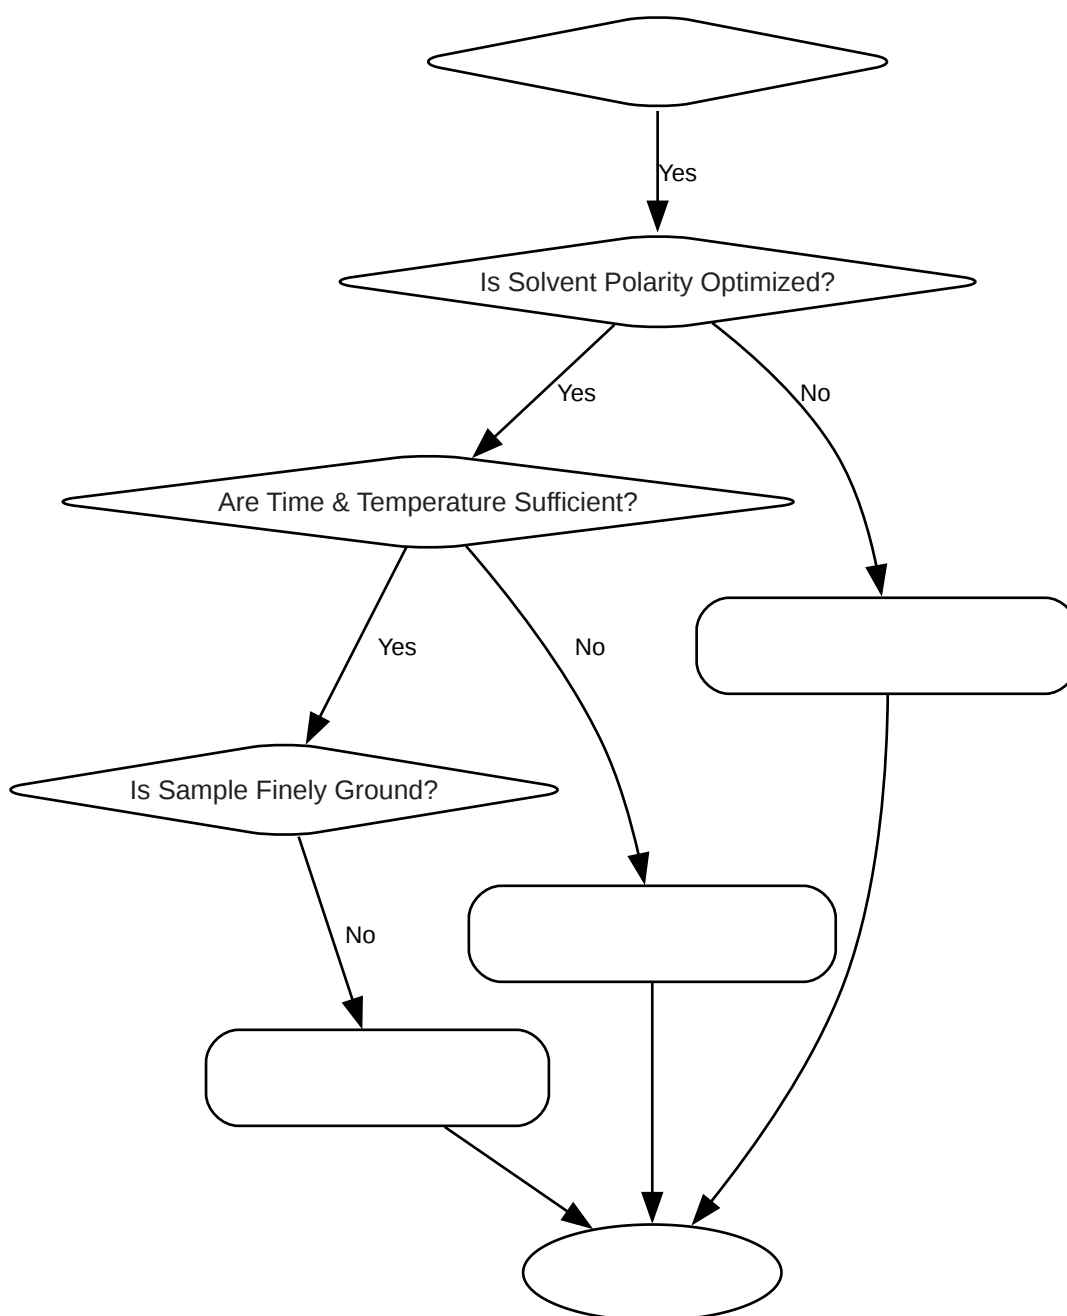 Yes
Is Solvent Polarity Optimized?
Yes
No
Are Time & Temperature Sufficient?
Yes
No
Is Sample Finely Ground?
No